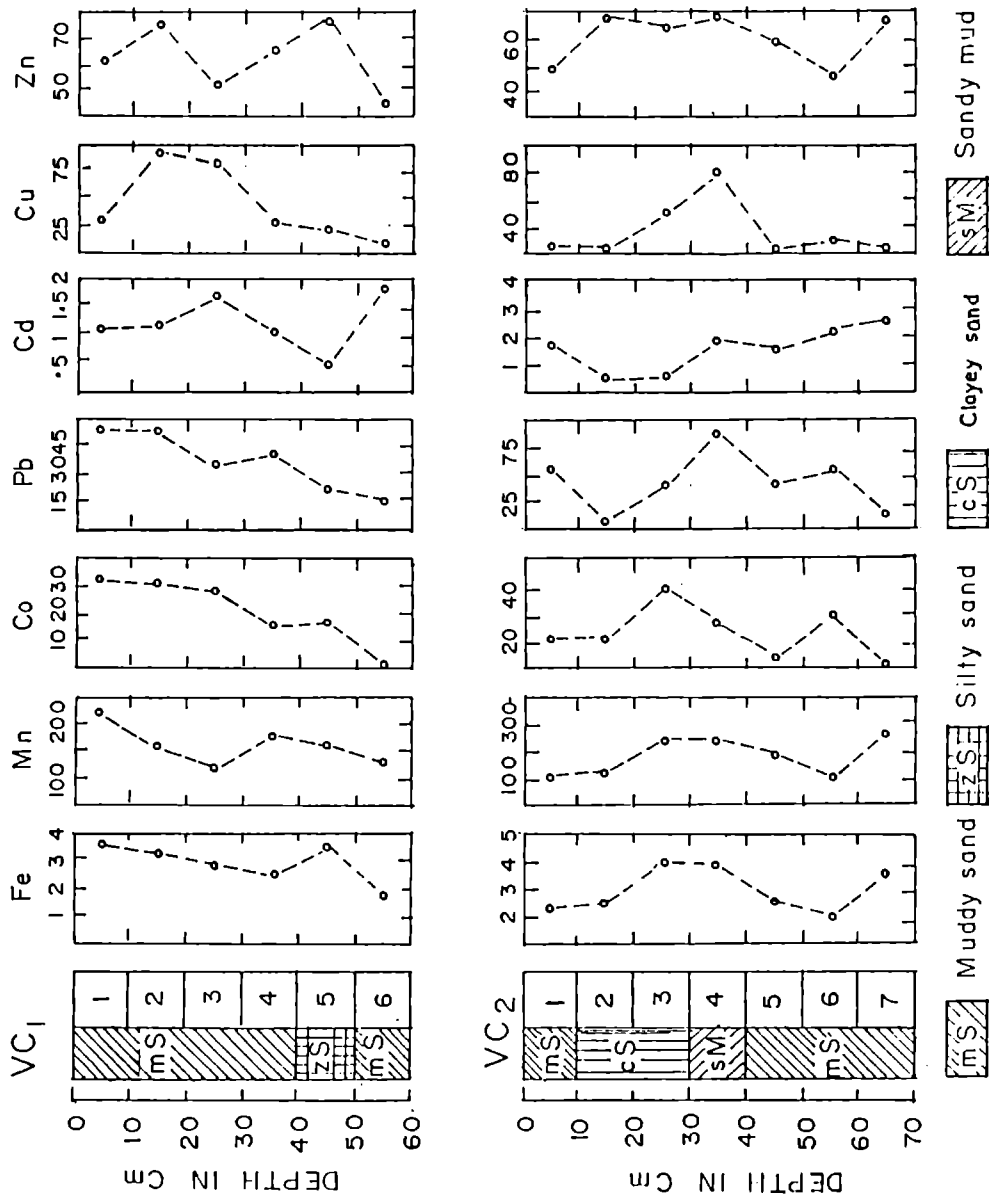 VC1
Fe Mn Co Pb Cd Cu Zn
1 2 3 4
100 200
10 20 30
15 30 45
.5 1 1.5 2
25 75
50 70
1 2 3 4 5 6
mS zS mS
0 10 20 30 40 50 60
DEPTH IN Cm
VC2
2 3 4 5
100 300
20 40
25 75
1 2 3 4
40 80
40 60
1 2 3 4 5 6 7
mS cS sM mS
0 10 20 30 40 50 60 70
DEPTH IN Cm
mS Muddy sand zS Silty sand cS Clayey sand sM Sandy mud